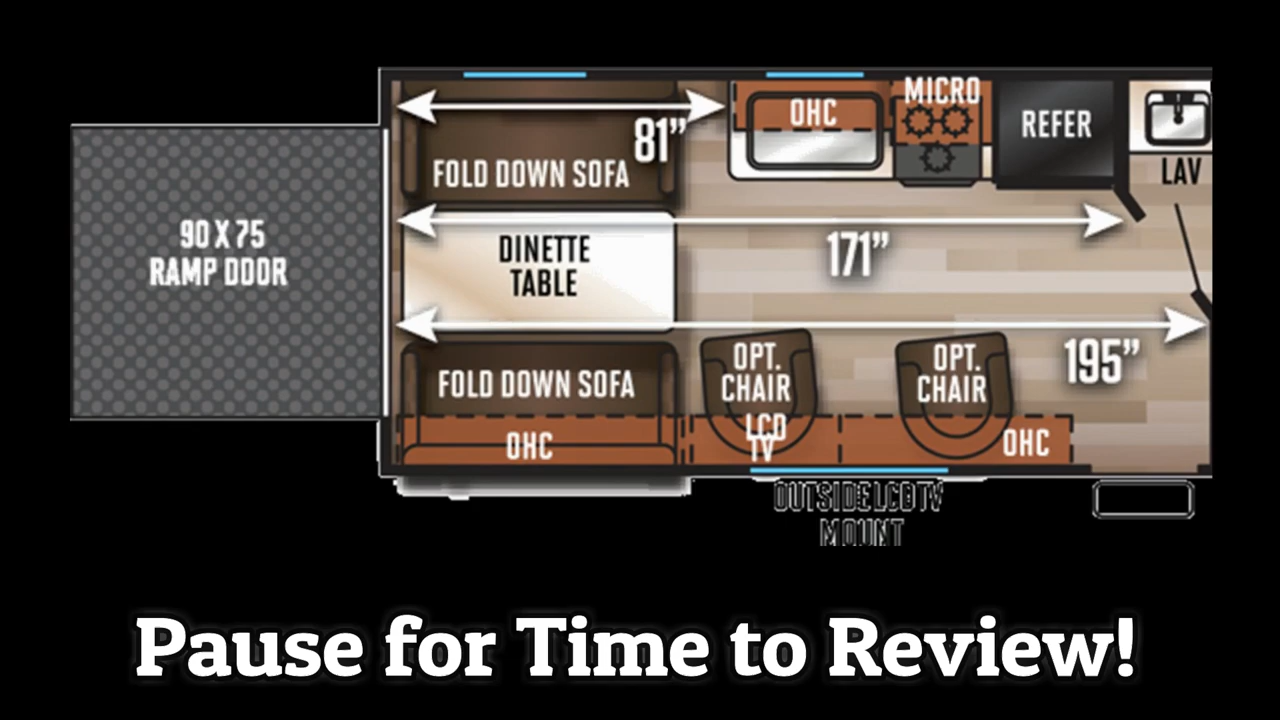 90 X 75
RAMP DOOR
81”
FOLD DOWN SOFA
OHC
MICRO
REFER
LAV
171”
DINETTE
TABLE
195”
FOLD DOWN SOFA
OHC
OPT.
CHAIR
LCD
TV
OPT.
CHAIR
OHC
OUTSIDE LCD TV
MOUNT
Pause for Time to Review!